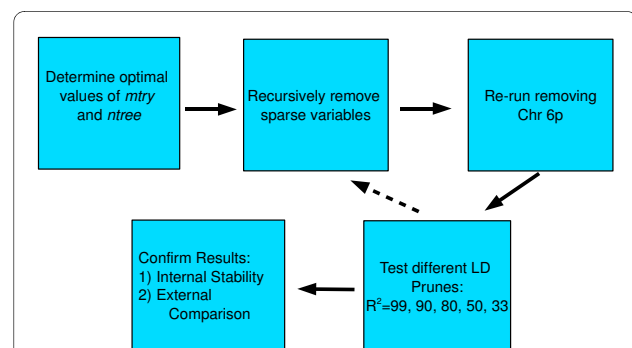 Determine optimal
values of mtry
and ntree
Recursively remove
sparse variables
Re-run removing
Chr 6p
Confirm Results:
1) Internal Stability
2) External
Comparison
Test different LD
Prunes:
R²=99, 90, 80, 50, 33